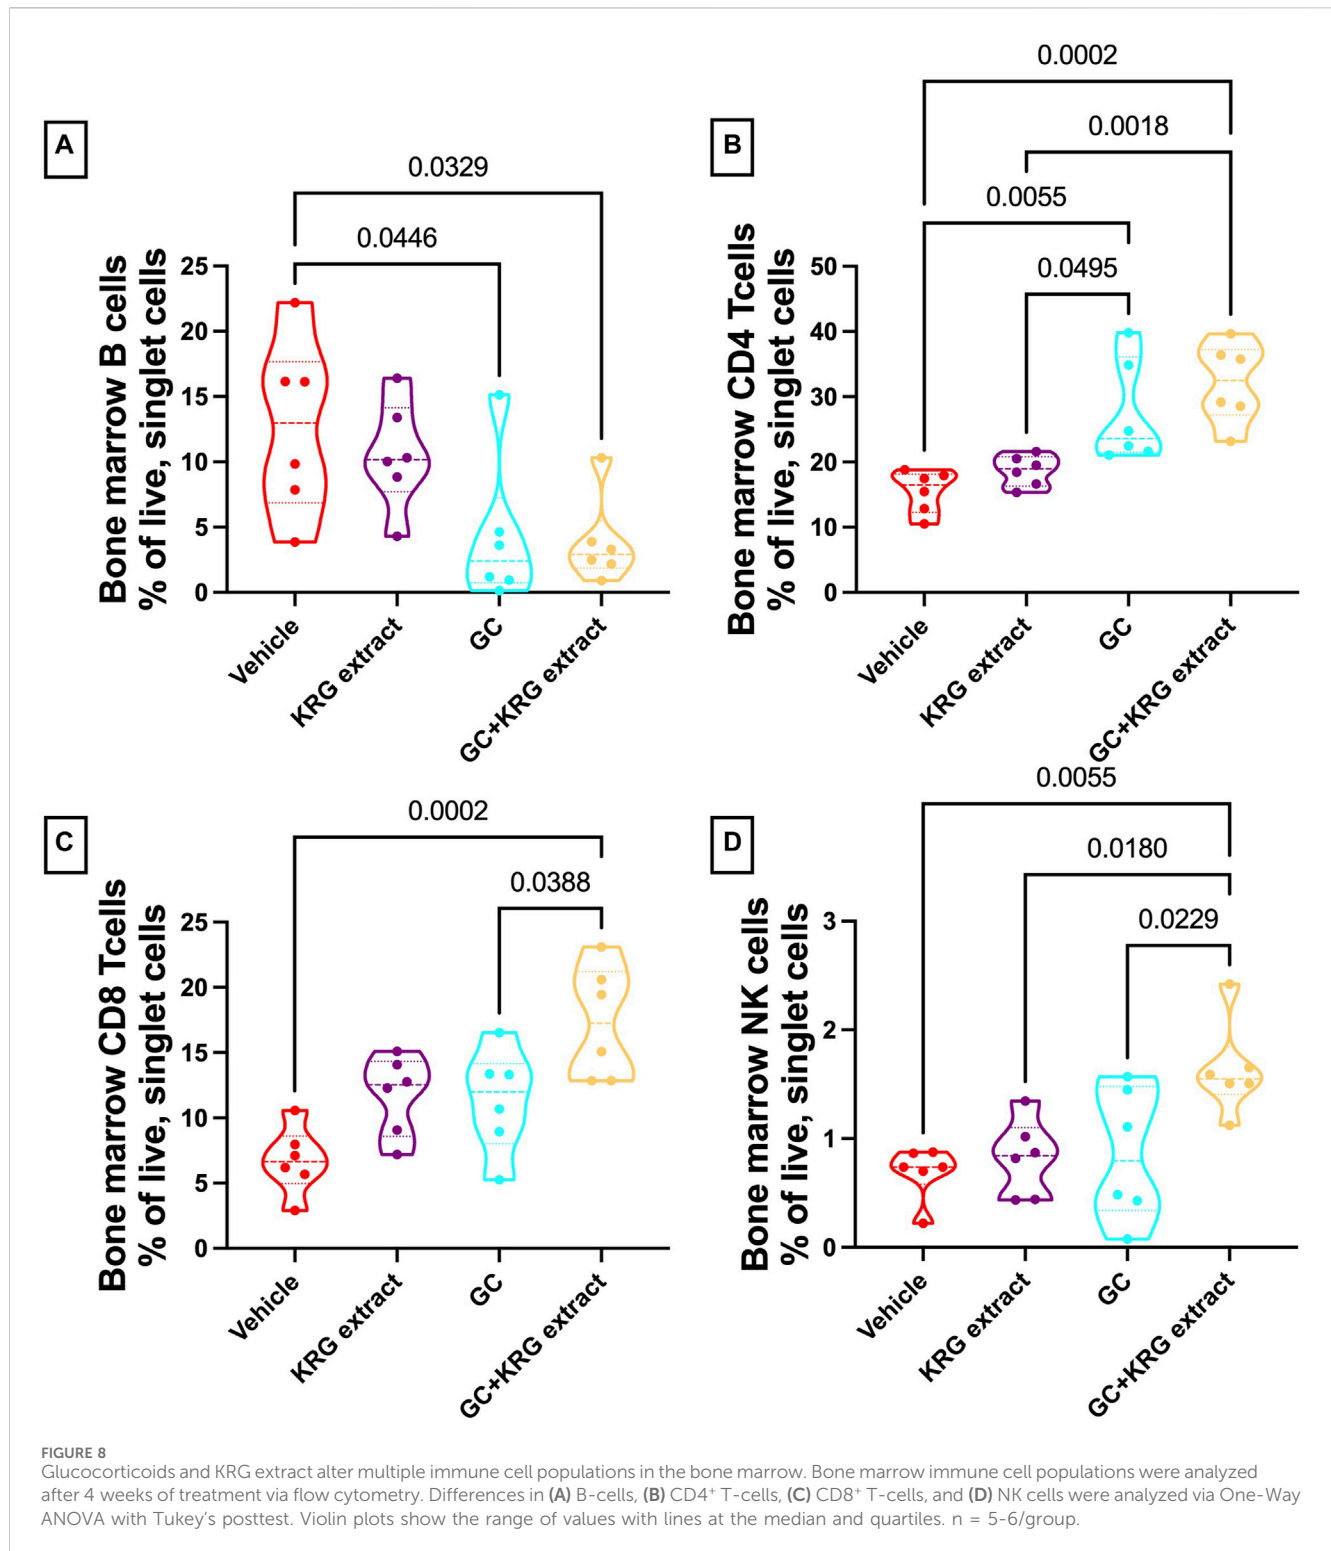 A
0.0329
0.0446
Bone marrow B cells
% of live, singlet cells
25
20
15
10
5
0
Vehicle
KRG extract
GC
GC+KRG extract
B
0.0002
0.0018
0.0055
0.0495
Bone marrow CD4 Tcells
% of live, singlet cells
50
40
30
20
10
0
Vehicle
KRG extract
GC
GC+KRG extract
C
0.0002
0.0388
Bone marrow CD8 Tcells
% of live, singlet cells
25
20
15
10
5
0
Vehicle
KRG extract
GC
GC+KRG extract
D
0.0055
0.0180
0.0229
Bone marrow NK cells
% of live, singlet cells
3
2
1
0
Vehicle
KRG extract
GC
GC+KRG extract
FIGURE 8
Glucocorticoids and KRG extract alter multiple immune cell populations in the bone marrow. Bone marrow immune cell populations were analyzed
after 4 weeks of treatment via flow cytometry. Differences in (A) B-cells, (B) CD4⁺ T-cells, (C) CD8⁺ T-cells, and (D) NK cells were analyzed via One-Way
ANOVA with Tukey's posttest. Violin plots show the range of values with lines at the median and quartiles. n = 5-6/group.